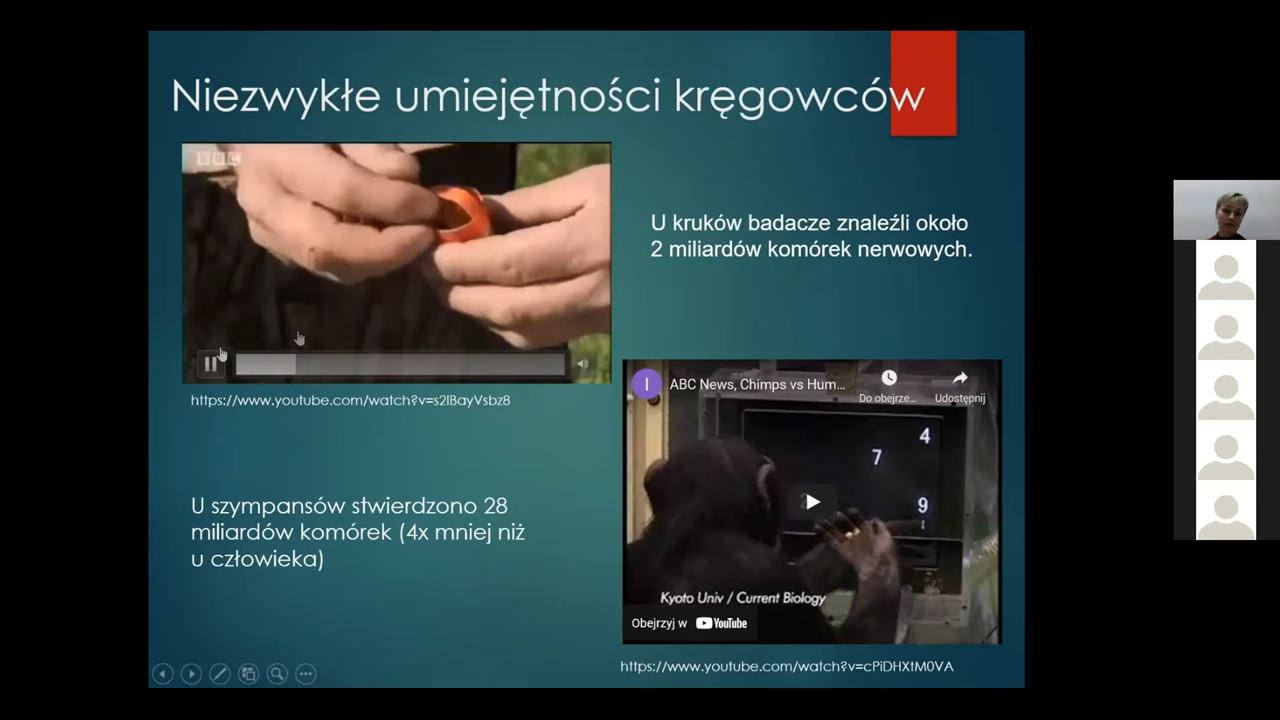 Niezwykłe umiejętności kręgowców
BBC
U kruków badacze znaleźli około
2 miliardów komórek nerwowych.
https://www.youtube.com/watch?v=s2IBayVsbz8
ABC News, Chimps vs Hum...
Do obejrze...
Udostępnij
4
7
9
Kyoto Univ / Current Biology
Obejrzyj w YouTube
U szympansów stwierdzono 28
miliardów komórek (4x mniej niż
u człowieka)
https://www.youtube.com/watch?v=cPiDHXtM0VA